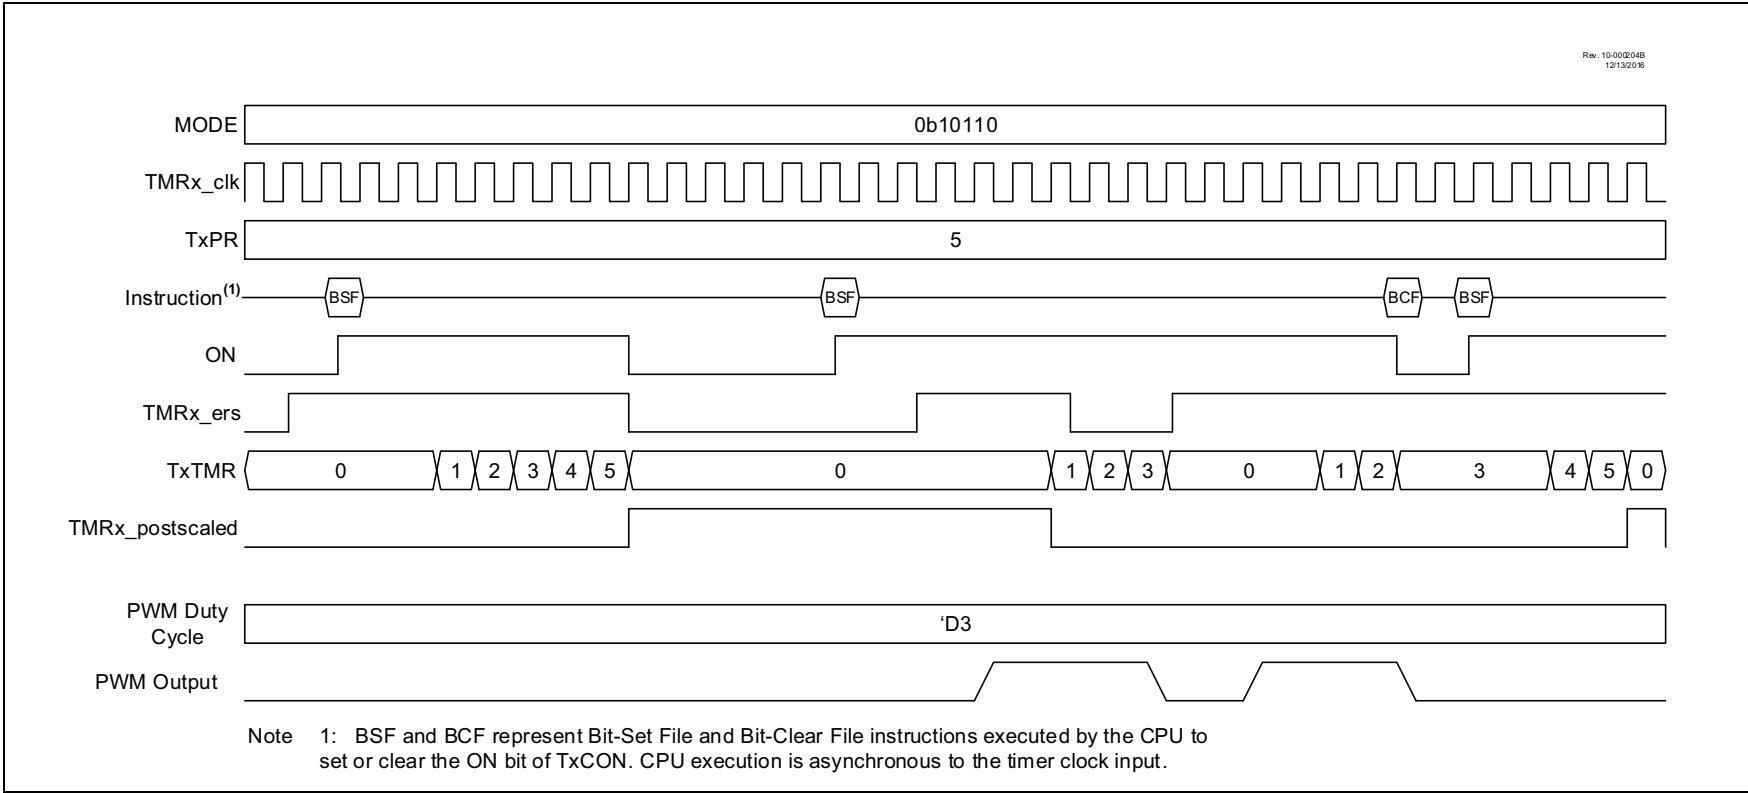 Rev. 10-000204B
12/13/2016
MODE 0b10110
TMRx_clk
TxPR 5
Instruction(1) BSF BSF BCF BSF
ON
TMRx_ers
TxTMR 0 1 2 3 4 5 0 1 2 3 0 1 2 3 4 5 0
TMRx_postscaled
PWM Duty
Cycle
‘D3
PWM Output
Note 1: BSF and BCF represent Bit-Set File and Bit-Clear File instructions executed by the CPU to
set or clear the ON bit of TxCON. CPU execution is asynchronous to the timer clock input.